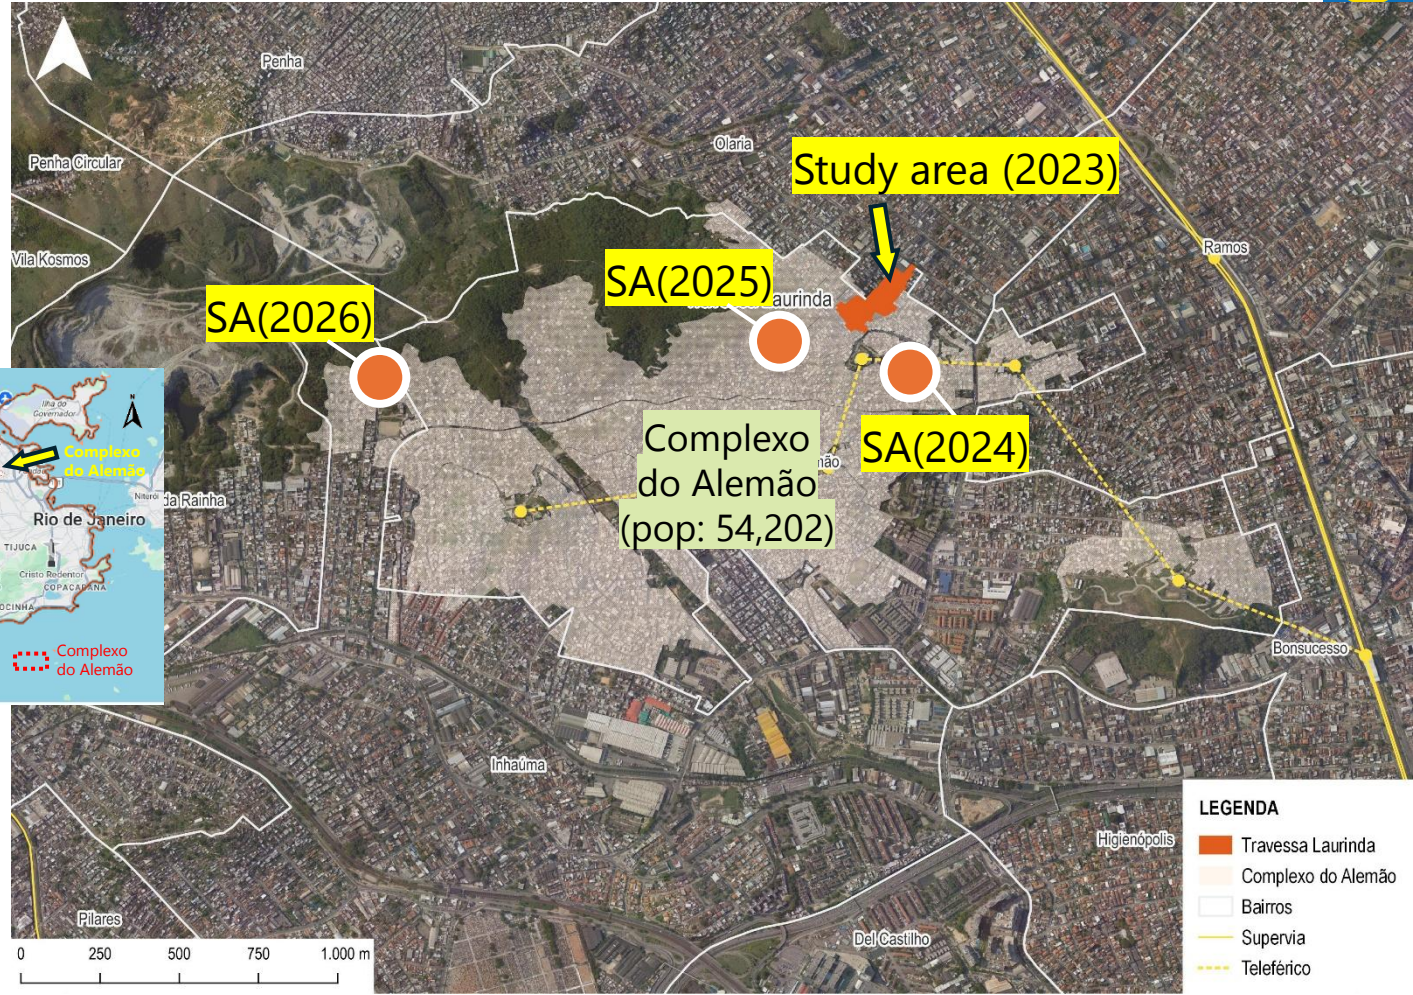 Penha
Olaria
Penha Circular
Study area (2023)
Vila Kosmos
Ramos
SA(2025)
Laurinda
SA(2026)
Ilha do
Governador
N
Complexo
do Alemão
Niterói
da Rainha
Rio de Janeiro
TIJUCA
Cristo Redentor
COPACABANA
OCINHA
Complexo
do Alemão
Complexo
do Alemão
(pop: 54,202)
mão
SA(2024)
Bonsucesso
Inhaúma
Higienópolis
Pilares
Del Castilho
0 250 500 750 1.000 m
LEGENDA
Travessa Laurinda
Complexo do Alemão
Bairros
Supervia
Teleférico